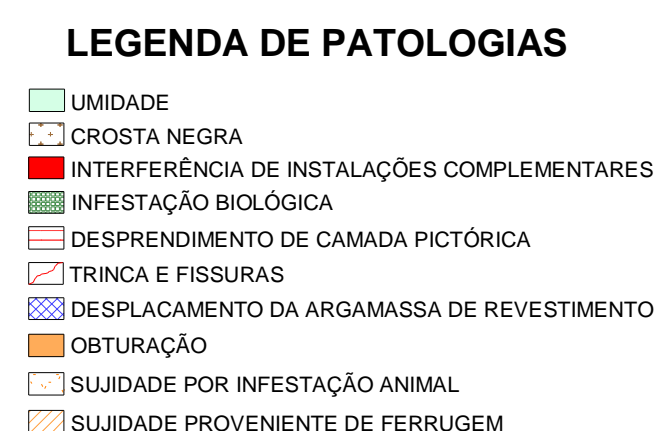 LEGENDA DE PATOLOGIAS
UMIDADE
CROSTA NEGRA
INTERFERÊNCIA DE INSTALAÇÕES COMPLEMENTARES
INFESTAÇÃO BIOLÓGICA
DESPRENDIMENTO DE CAMADA PICTÓRICA
TRINCA E FISSURAS
DESPLACAMENTO DA ARGAMASSA DE REVESTIMENTO
OBTURAÇÃO
SUJIDADE POR INFESTAÇÃO ANIMAL
SUJIDADE PROVENIENTE DE FERRUGEM